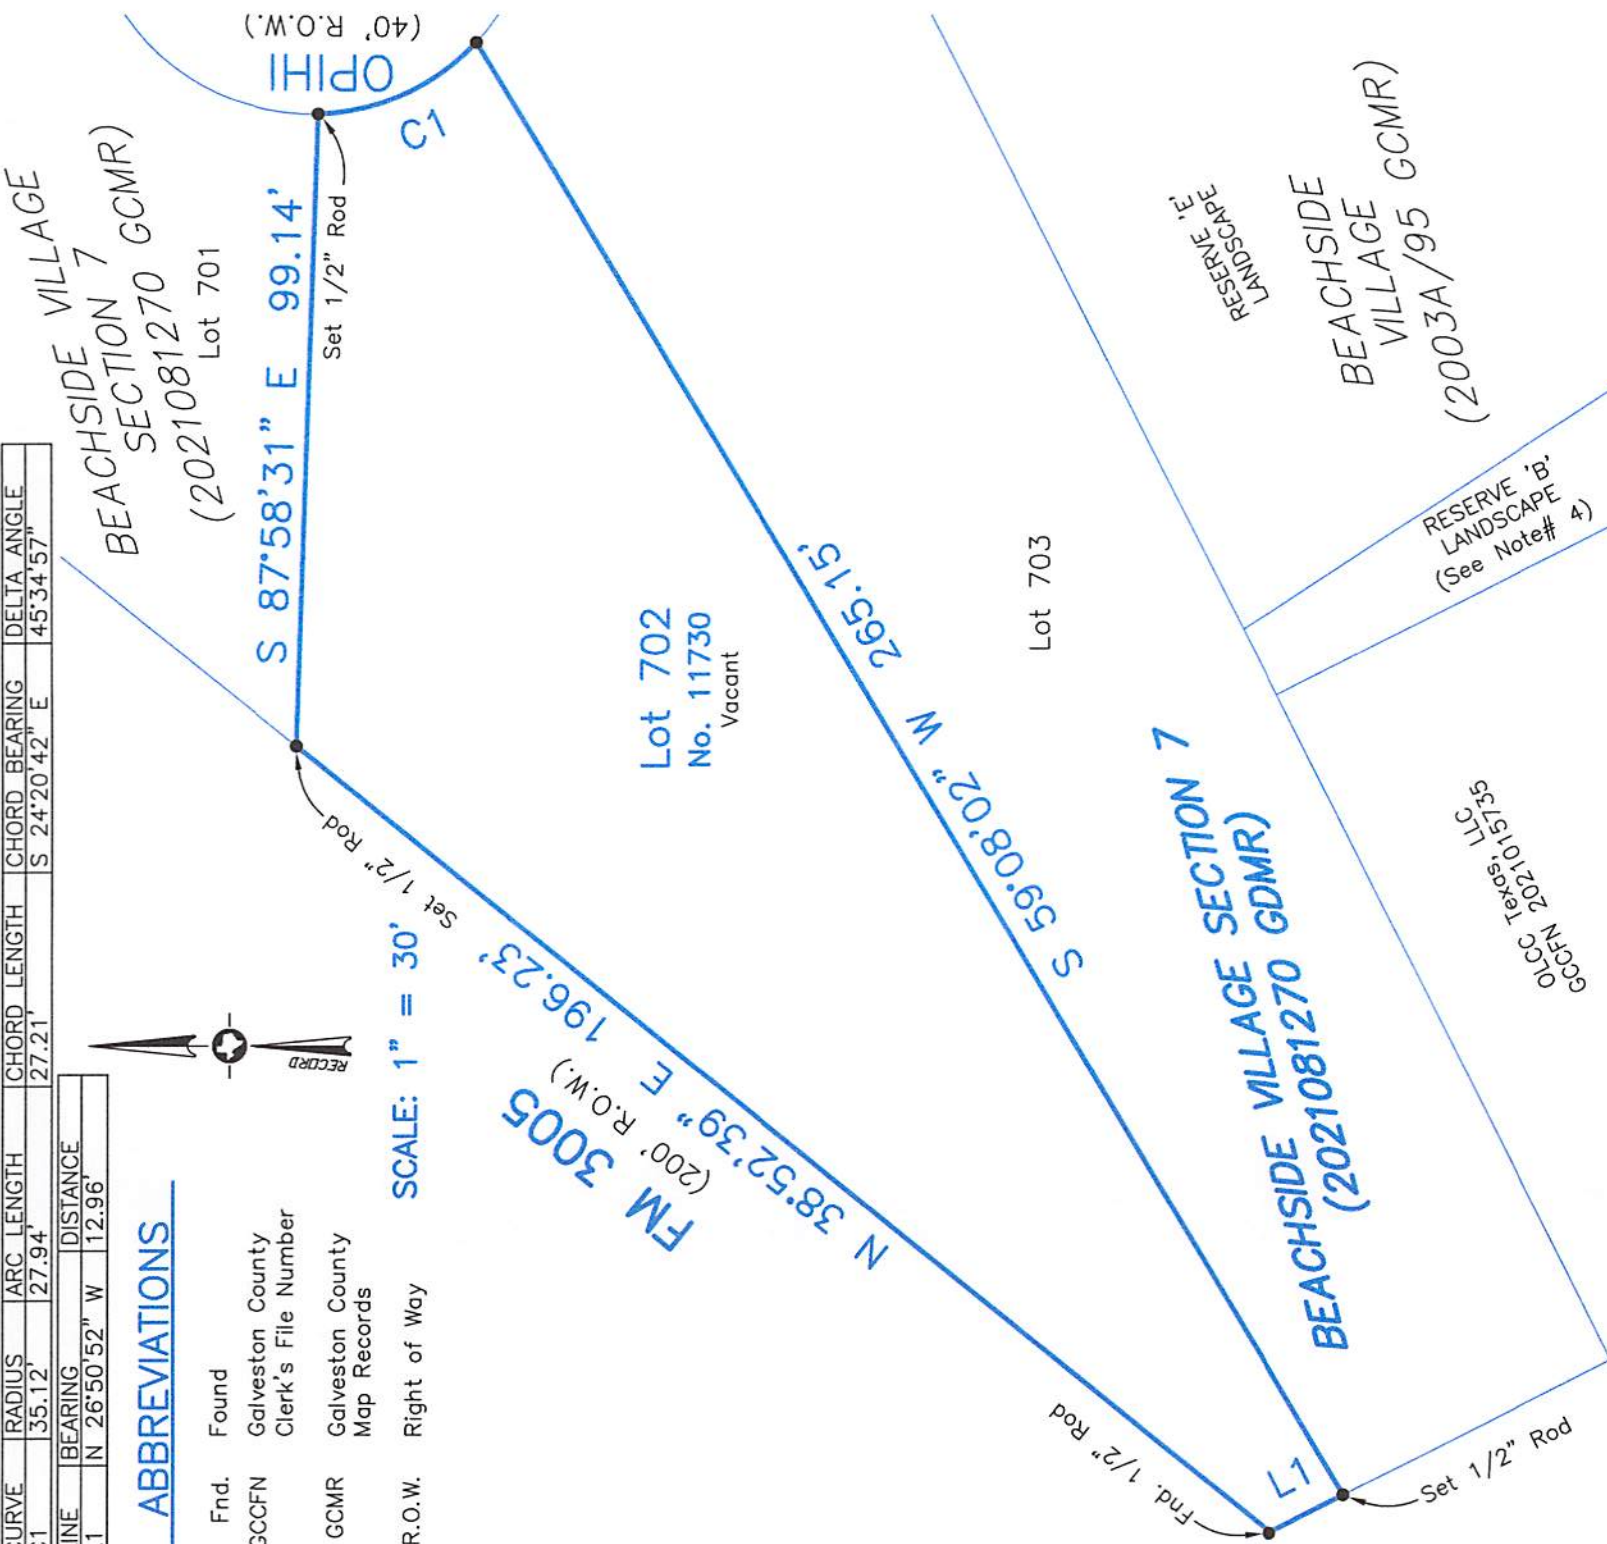 URVE RADIUS ARC LENGTH CHORD LENGTH CHORD BEARING DELTA ANGLE
35.12' 27.94' 27.21' S 24°20'42" E 45°34'57"
INE BEARING DISTANCE
1 N 26°50'52" W 12.96'
ABBREVIATIONS
Fnd. Found
GCCFN Galveston County
Clerk's File Number
GCMR Galveston County
Map Records
R.O.W. Right of Way
RECORD
SCALE: 1" = 30'
BEACHSIDE VILLAGE
SECTION 7
(2021081270 GCMR)
Lot 701
(40' R.O.W.)
OPIHI
C1
S 87°58'31" E 99.14'
Set 1/2" Rod
Set 1/2" Rod
FM 3005
(200' R.O.W.)
N 38°52'39" E 196.23'
Lot 702
No. 11730
Vacant
S 59°08'02" W 265.15'
Lot 703
RESERVE 'E'
LANDSCAPE
BEACHSIDE
VILLAGE
(2003A/95 GCMR)
RESERVE 'B'
LANDSCAPE
(See Note# 4)
BEACHSIDE VILLAGE SECTION 7
(2021081270 GDMR)
OLCC Texas, LLC
GCCFN 2021015735
Fnd. 1/2" Rod
L1
Set 1/2" Rod